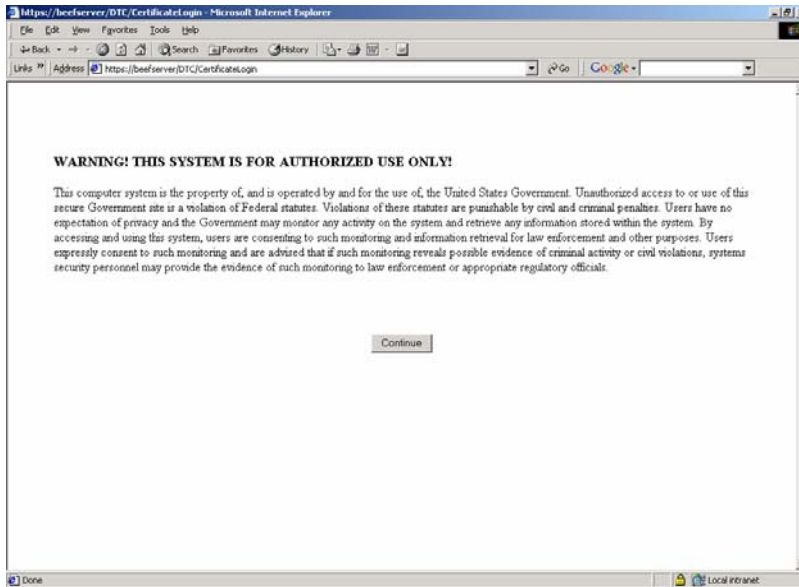 https://beefserver/DTC/CertificateLogin - Microsoft Internet Explorer
File Edit View Favorites Tools Help
Back Search Favorites History
Links » Address https://beefserver/DTC/CertificateLogin Go Google
WARNING! THIS SYSTEM IS FOR AUTHORIZED USE ONLY!
This computer system is the property of, and is operated by and for the use of, the United States Government. Unauthorized access to or use of this
secure Government site is a violation of Federal statutes. Violations of these statutes are punishable by civil and criminal penalties. Users have no
expectation of privacy and the Government may monitor any activity on the system and retrieve any information stored within the system. By
accessing and using this system, users are consenting to such monitoring and information retrieval for law enforcement and other purposes. Users
expressly consent to such monitoring and are advised that if such monitoring reveals possible evidence of criminal activity or civil violations, systems
security personnel may provide the evidence of such monitoring to law enforcement or appropriate regulatory officials.
Continue
Done Local intranet